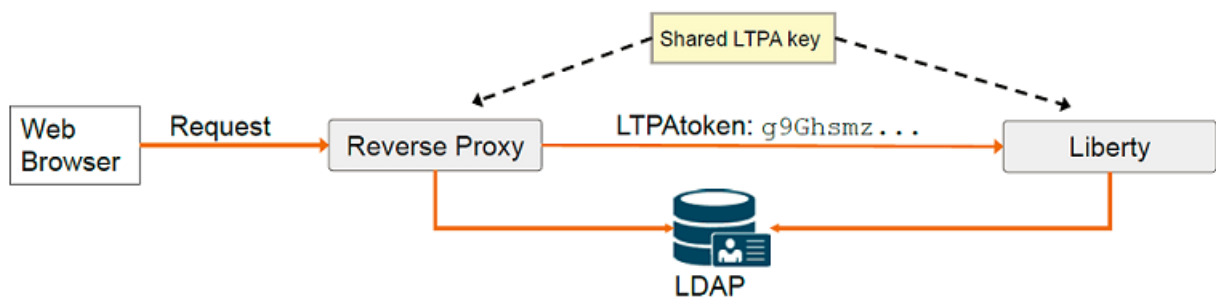 Shared LTPA key
Web
Browser
Request
Reverse Proxy
LTPAtoken: g9Ghsmz...
Liberty
LDAP